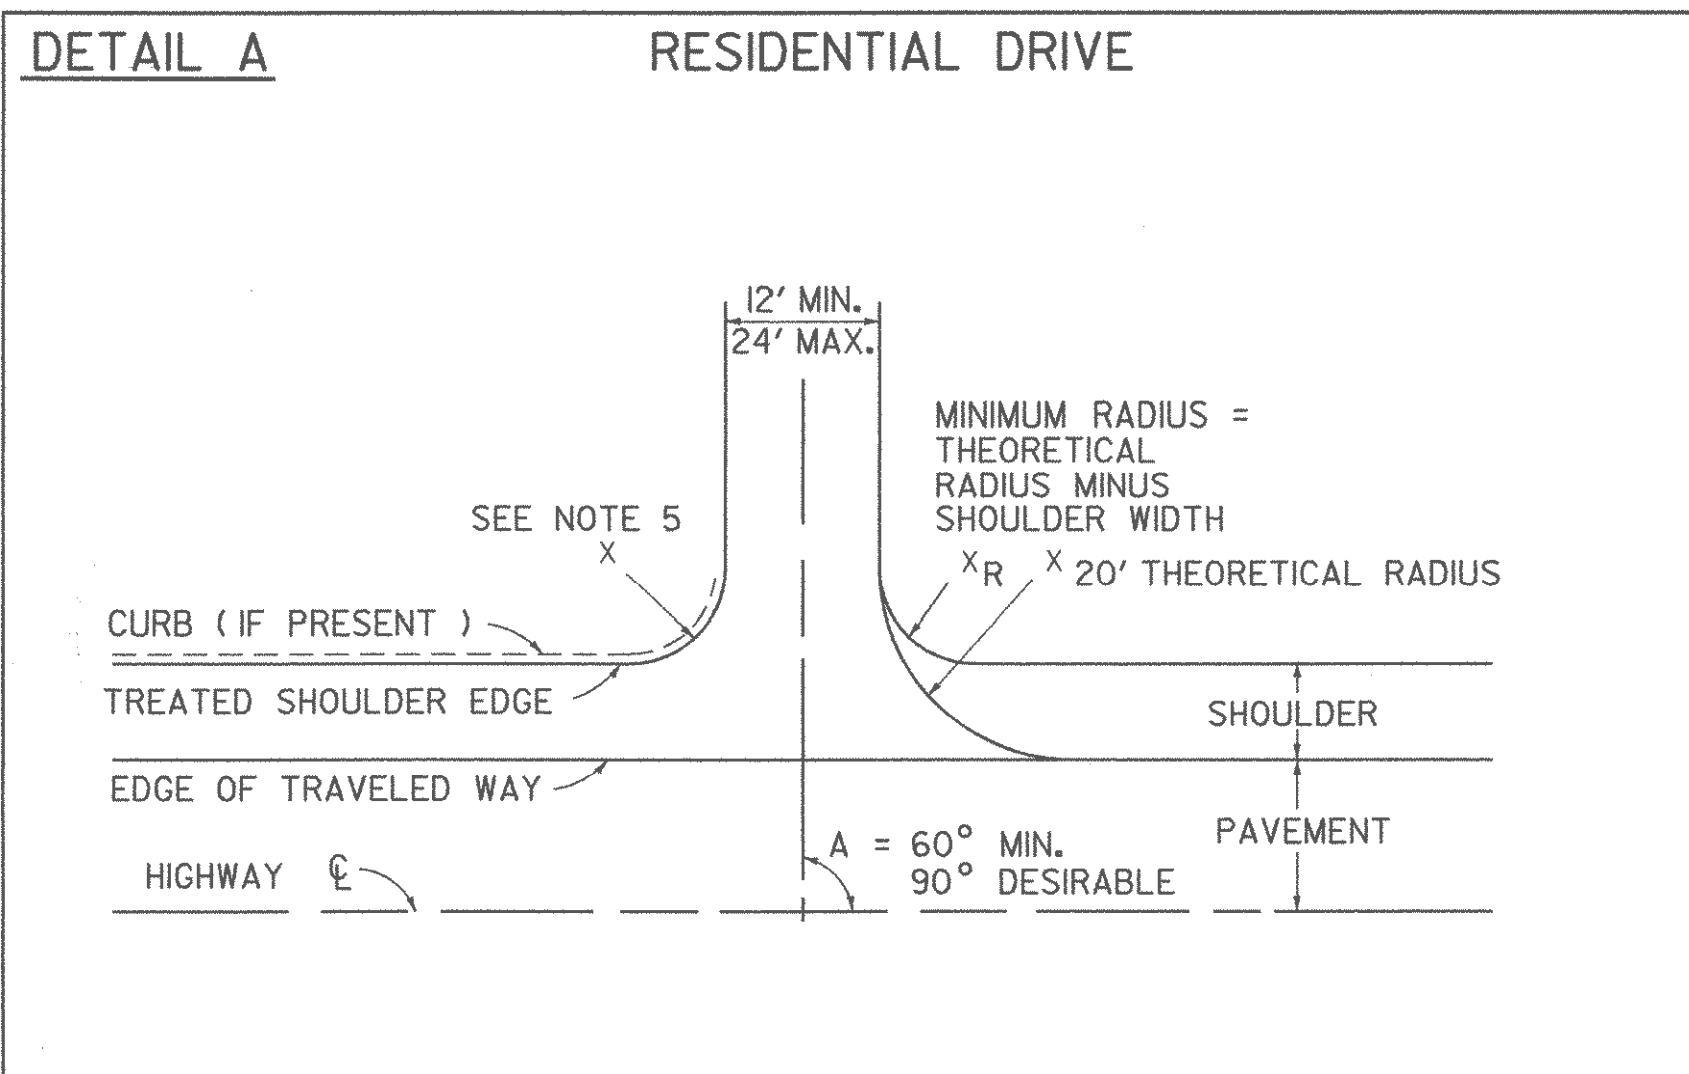 DETAIL A
RESIDENTIAL DRIVE
12' MIN.
24' MAX.
MINIMUM RADIUS =
THEORETICAL
RADIUS MINUS
SHOULDER WIDTH
SEE NOTE 5
X
X R
X 20' THEORETICAL RADIUS
CURB ( IF PRESENT )
TREATED SHOULDER EDGE
SHOULDER
EDGE OF TRAVELED WAY
PAVEMENT
A = 60° MIN.
90° DESIRABLE
HIGHWAY ℄